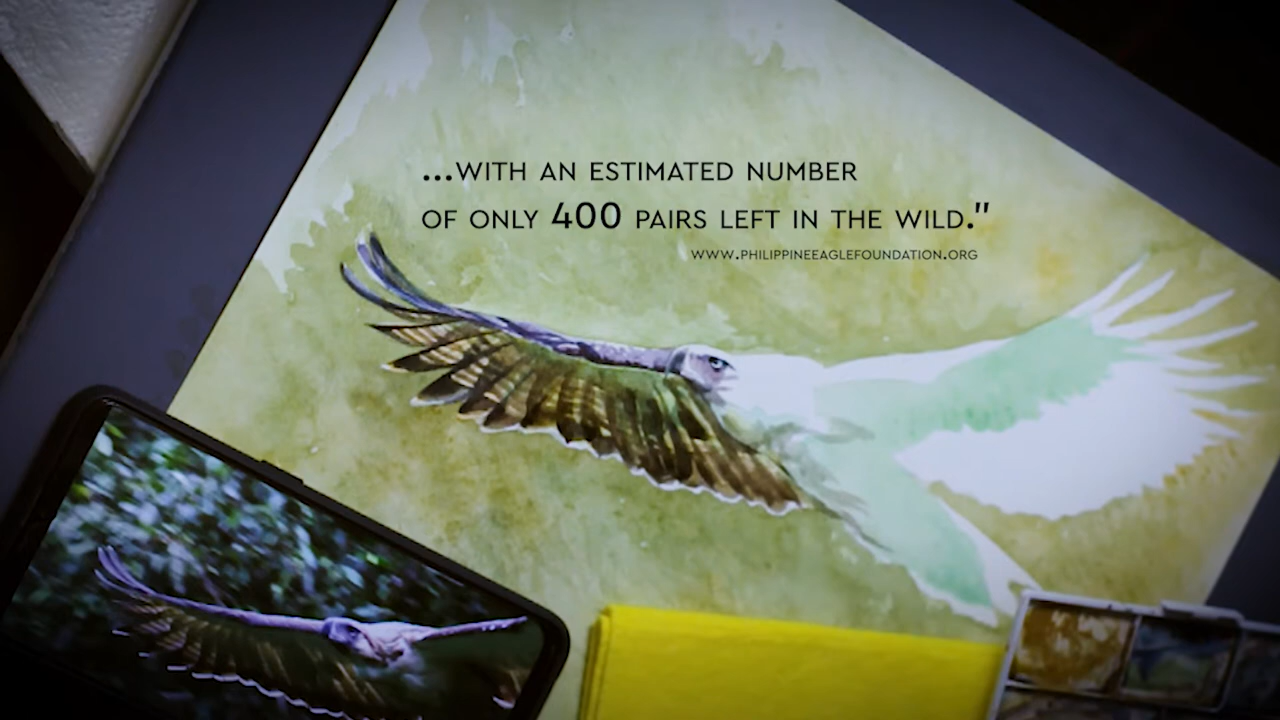 ...WITH AN ESTIMATED NUMBER
OF ONLY 400 PAIRS LEFT IN THE WILD."
WWW.PHILIPPINEEAGLEFOUNDATION.ORG